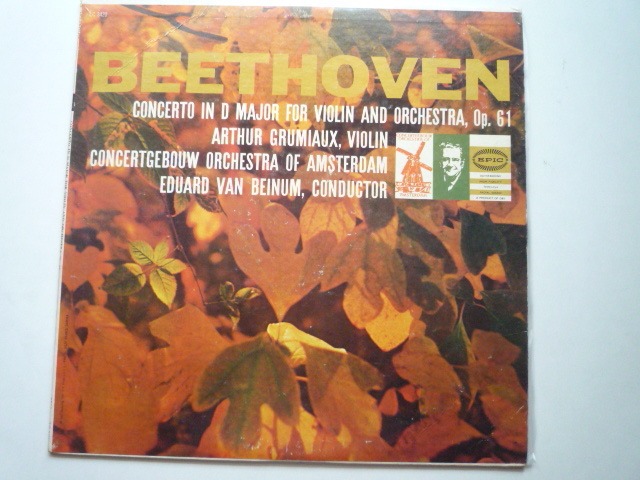 BEETHOVEN
CONCERTO IN D MAJOR FOR VIOLIN AND ORCHESTRA, Op. 61
ARTHUR GRUMIAUX, VIOLIN
CONCERTGEBOUW ORCHESTRA OF AMSTERDAM
EDUARD VAN BEINUM, CONDUCTOR
EPIC